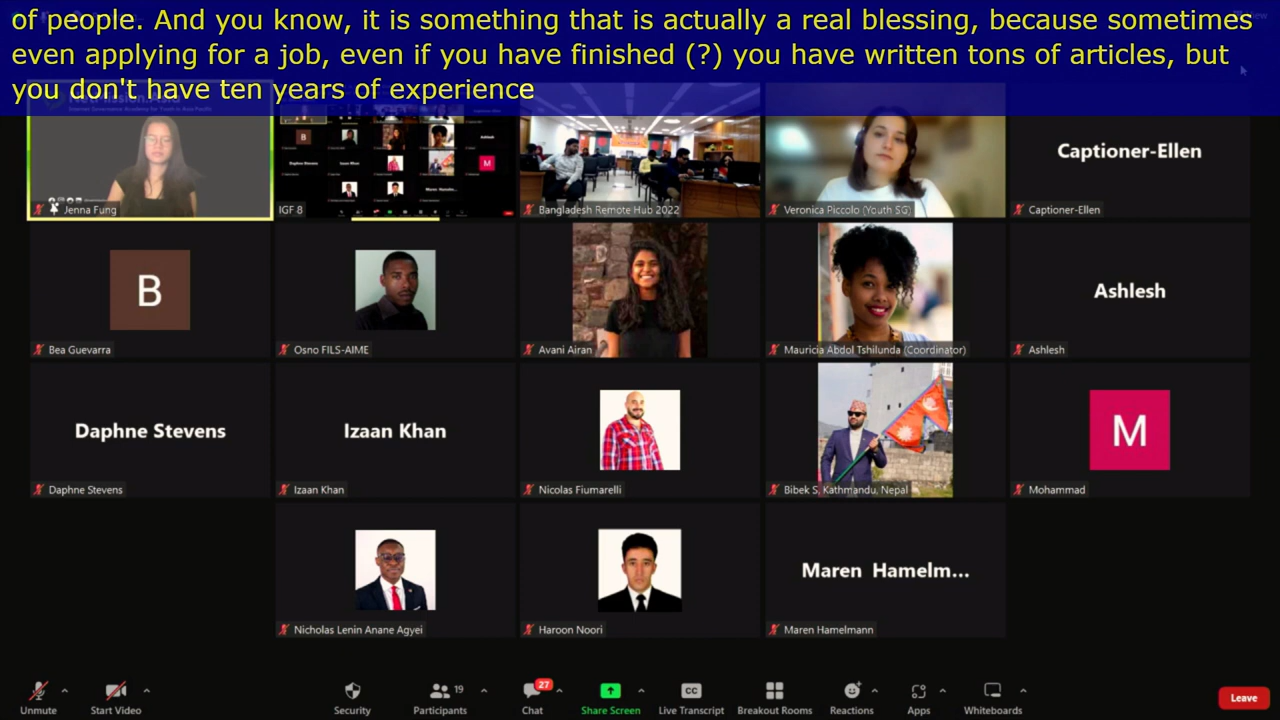 of people. And you know, it is something that is actually a real blessing, because sometimes
even applying for a job, even if you have finished (?) you have written tons of articles, but
you don't have ten years of experience
Jenna Fung
IGF 8
Bangladesh Remote Hub 2022
Veronica Piccolo (Youth SG)
Captioner-Ellen
Captioner-Ellen
B
Bea Guevarra
Osno FILS-AIME
Avani Airan
Mauricia Abdol Tshilunda (Coordinator)
Ashlesh
Ashlesh
Daphne Stevens
Daphne Stevens
Izaan Khan
Izaan Khan
Nicolas Fiumarelli
Bibek S, Kathmandu, Nepal
M
Mohammad
Nicholas Lenin Anane Agyei
Haroon Noori
Maren Hamelm...
Maren Hamelmann
Unmute
Start Video
Security
19
Participants
27
Chat
Share Screen
CC
Live Transcript
Breakout Rooms
Reactions
Apps
Whiteboards
Leave